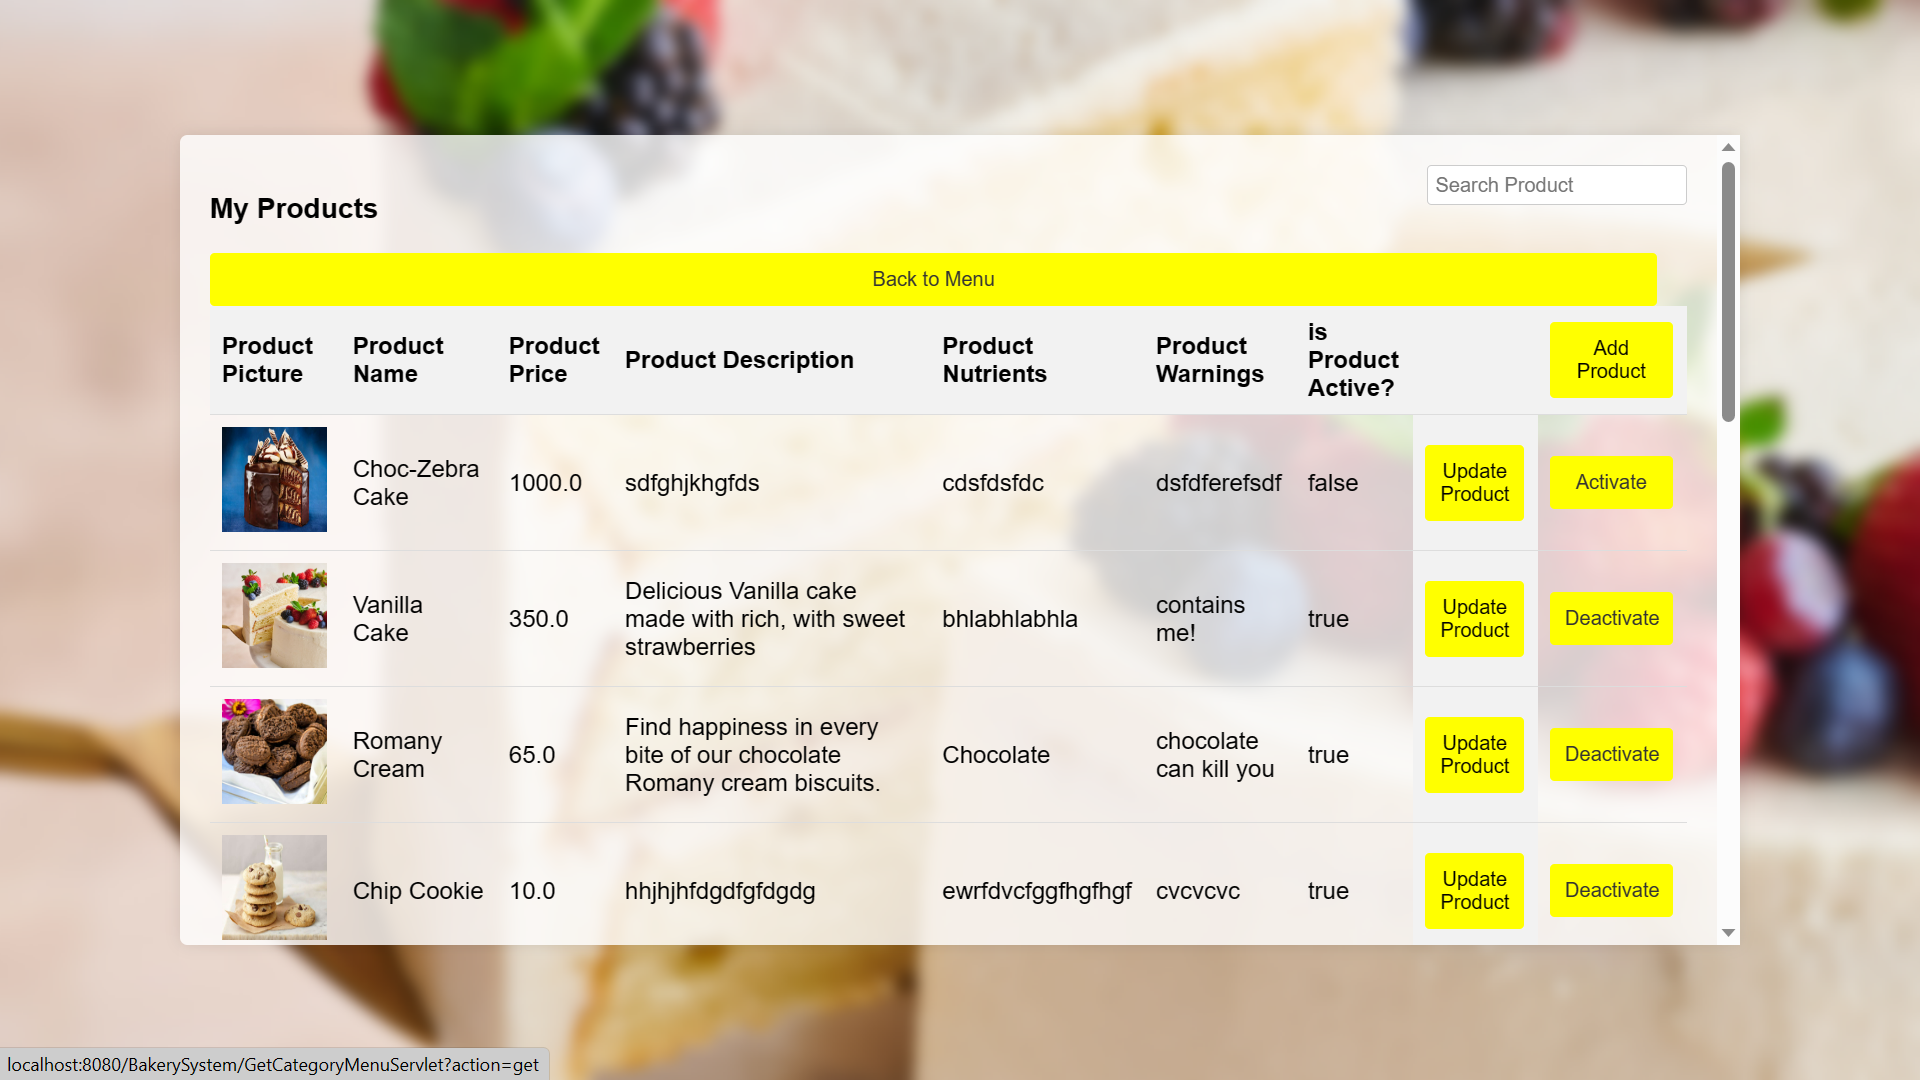 Search Product
My Products
Back to Menu
Product Picture
Product Name
Product Price
Product Description
Product Nutrients
Product Warnings
is Product Active?
Add Product
Choc-Zebra Cake
1000.0
sdfghjkhgfds
cdsfdsfdc
dsfdferefsdf
false
Update Product
Activate
Vanilla Cake
350.0
Delicious Vanilla cake
made with rich, with sweet
strawberries
bhlabhlabhla
contains me!
true
Update Product
Deactivate
Romany Cream
65.0
Find happiness in every
bite of our chocolate
Romany cream biscuits.
Chocolate
chocolate can kill you
true
Update Product
Deactivate
Chip Cookie
10.0
hhjhjhfdgdfgfdgdg
ewrfdvcfggfhgfhgf
cvcvcvc
true
Update Product
Deactivate
localhost:8080/BakerySystem/GetCategoryMenuServlet?action=get